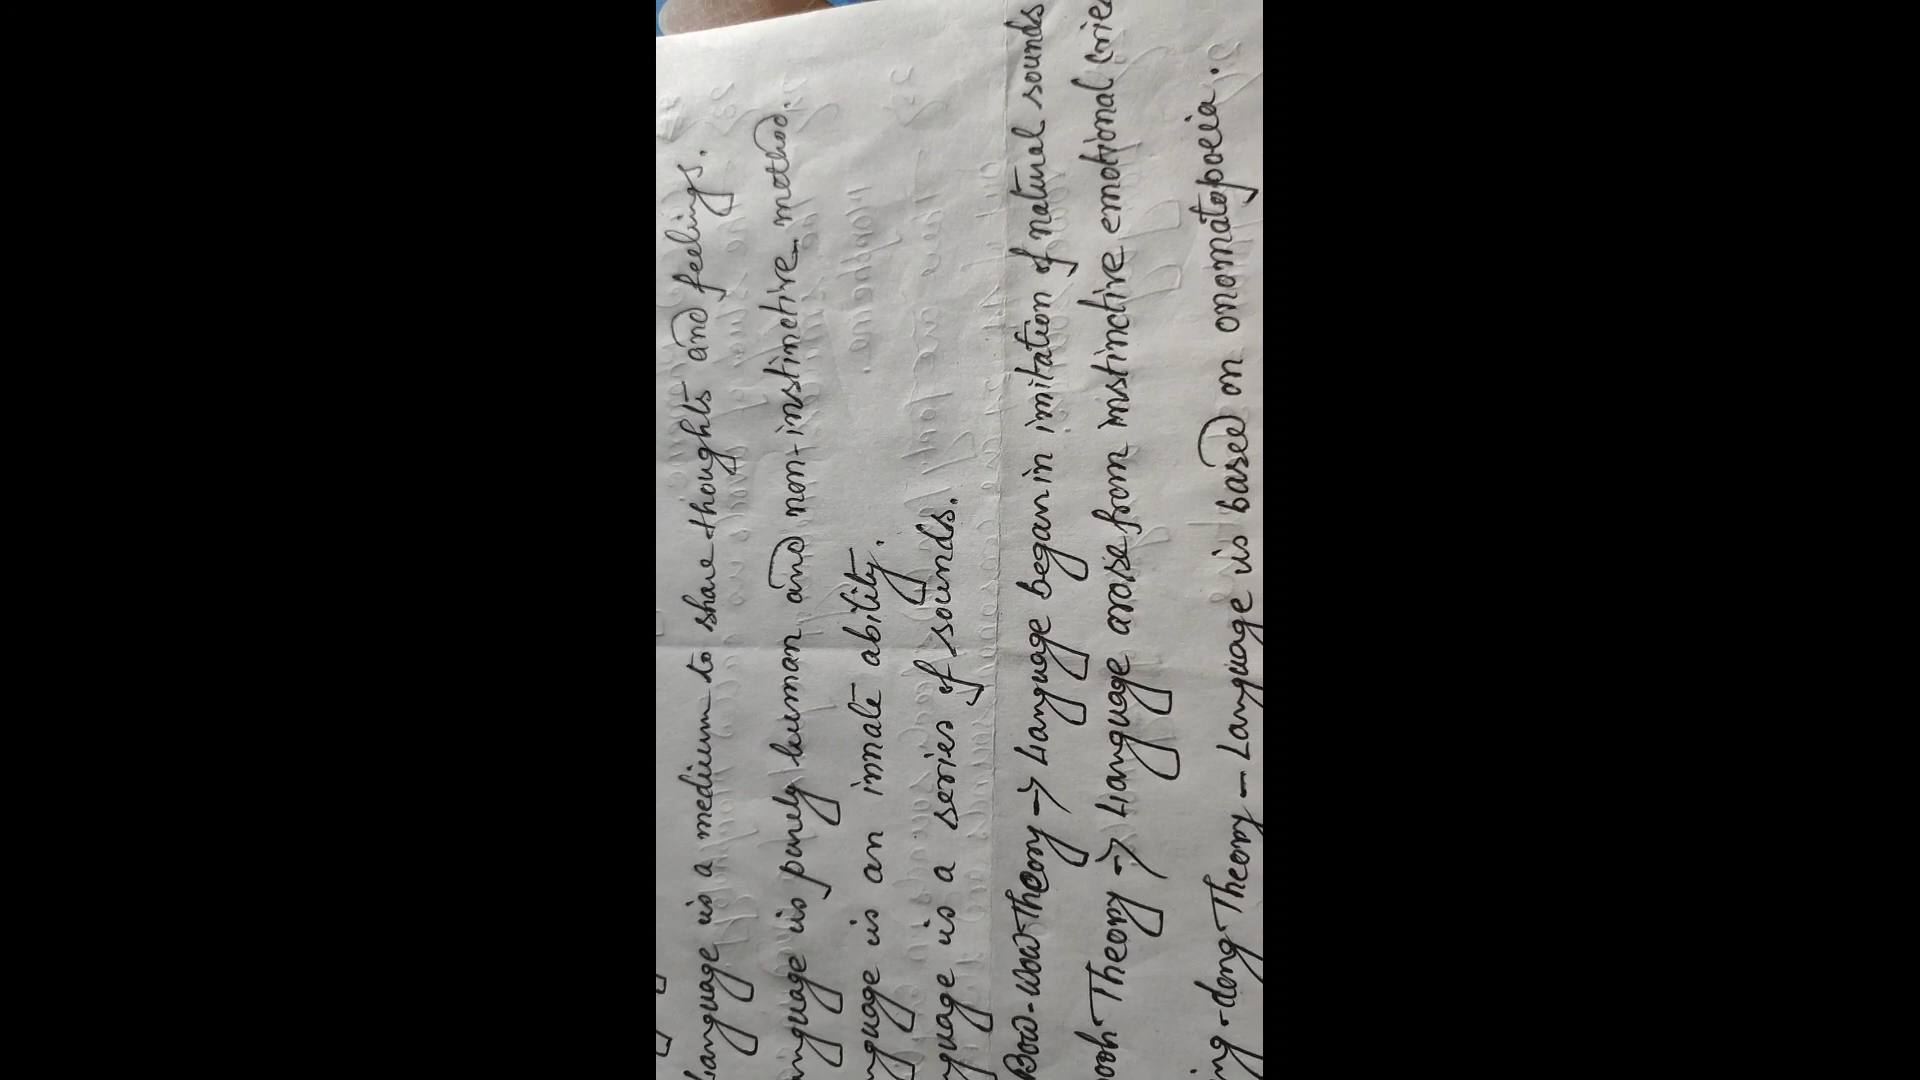 Language is a medium to share thoughts and feelings.
nguage is purely human and non-instinctive method.
guage is an innate ability.
guage is a series of sounds.
Bow-wow Theory → Language began in imitation of natural sounds
ooh Theory → Language arose from instinctive emotional crie
ng-dong Theory - Language is based on onomatopoeia.